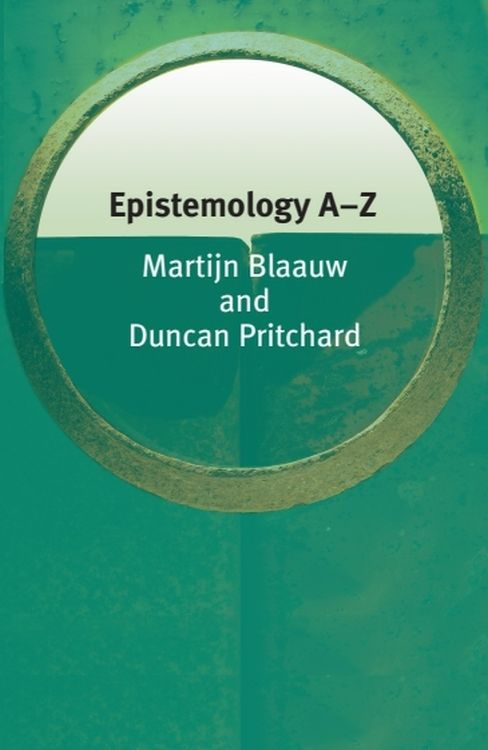 Epistemology A–Z
Martijn Blaauw
and
Duncan Pritchard